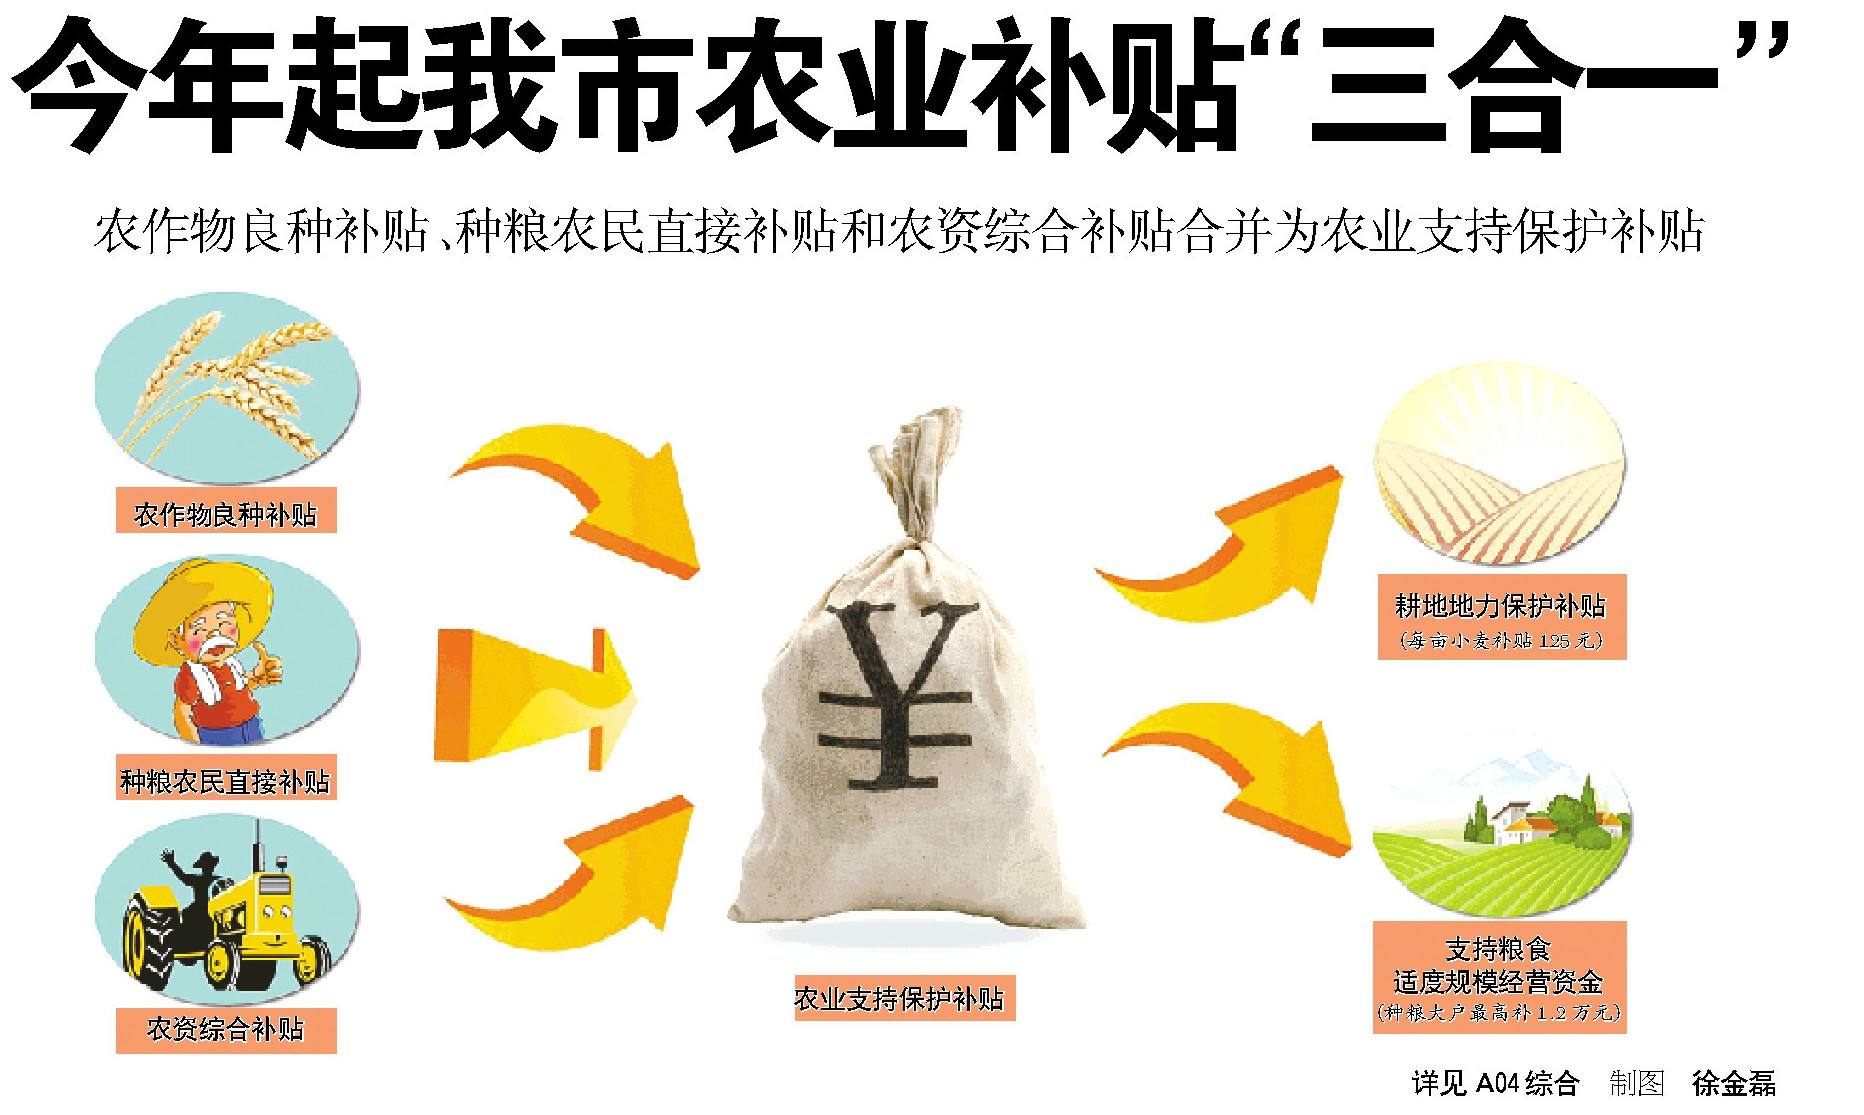 今年起我市农业补贴“三合一”
农作物良种补贴、种粮农民直接补贴和农资综合补贴合并为农业支持保护补贴
农作物良种补贴
种粮农民直接补贴
农资综合补贴
¥
农业支持保护补贴
耕地地力保护补贴
(每亩小麦补贴125元)
支持粮食
适度规模经营资金
(种粮大户最高补1.2万元)
详见 A04综合 制图 徐金磊